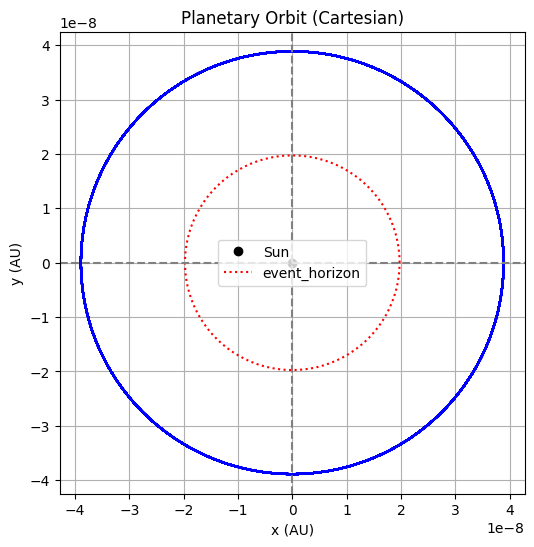 Planetary Orbit (Cartesian)
1e−8
4
3
2
1
0
−1
−2
−3
−4
y (AU)
Sun
event_horizon
−4 −3 −2 −1 0 1 2 3 4
1e−8
x (AU)